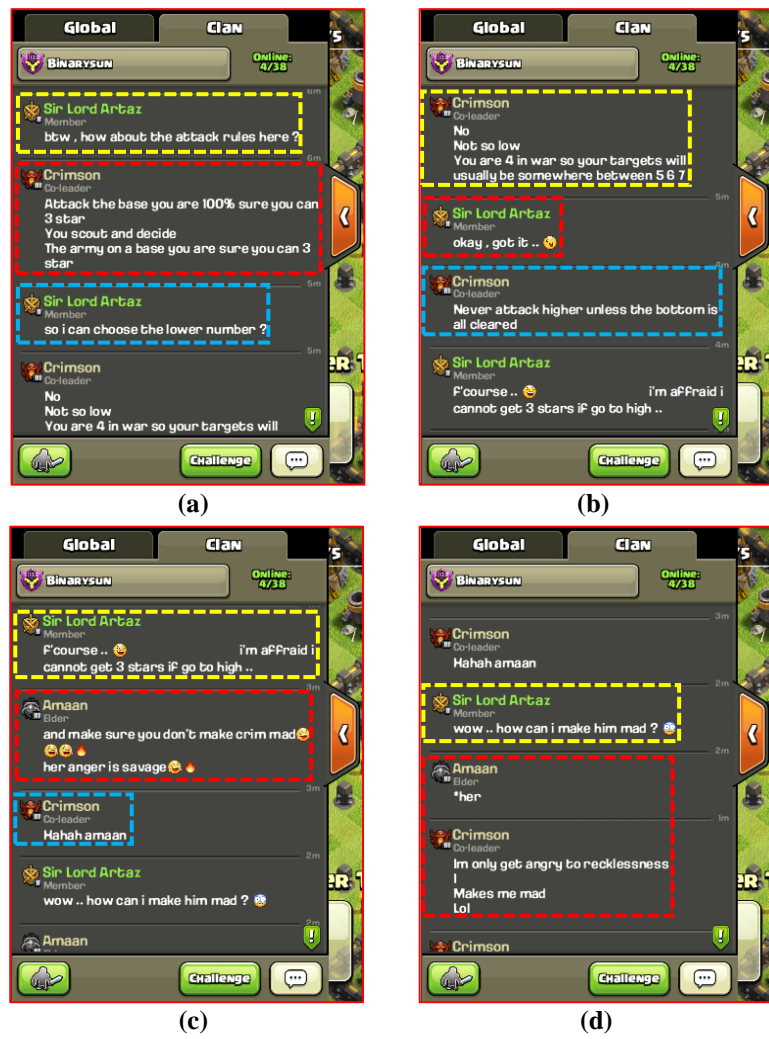 Global Clan
Binarysun Online: 4/38
6m
Sir Lord Artaz
Member
btw , how about the attack rules here ?
6m
Crimson
Co-leader
Attack the base you are 100% sure you can
3 star
You scout and decide
The army on a base you are sure you can 3
star
5m
Sir Lord Artaz
Member
so i can choose the lower number ?
5m
Crimson
Co-leader
No
Not so low
You are 4 in war so your targets will
Challenge
(a)
Global Clan
Binarysun Online: 4/38
Crimson
Co-leader
No
Not so low
You are 4 in war so your targets will
usually be somewhere between 5 6 7
5m
Sir Lord Artaz
Member
okay , got it .. 😜
4m
Crimson
Co-leader
Never attack higher unless the bottom is
all cleared
4m
Sir Lord Artaz
Member
f'course .. 😄 i'm affraid i
cannot get 3 stars if go to high ..
Challenge
(b)
Global Clan
Binarysun Online: 4/38
Sir Lord Artaz
Member
f'course .. 😄 i'm affraid i
cannot get 3 stars if go to high ..
3m
Amaan
Elder
and make sure you don't make crim mad😂
😂😂🔥
her anger is savage😂🔥
3m
Crimson
Co-leader
Hahah amaan
2m
Sir Lord Artaz
Member
wow .. how can i make him mad ? 😨
2m
Amaan
Challenge
(c)
Global Clan
Binarysun Online: 4/38
3m
Crimson
Co-leader
Hahah amaan
2m
Sir Lord Artaz
Member
wow .. how can i make him mad ? 😨
2m
Amaan
Elder
*her
1m
Crimson
Co-leader
Im only get angry to recklessness
I
Makes me mad
Lol
Crimson
Challenge
(d)